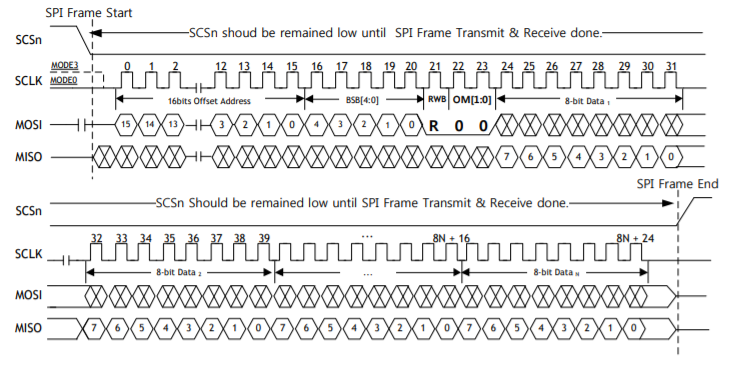 SPI Frame Start
SCSn SCSn shoud be remained low until SPI Frame Transmit & Receive done.
MODE3 0 1 2 12 13 14 15 16 17 18 19 20 21 22 23 24 25 26 27 28 29 30 31
SCLK MODE0
16bits Offset Address BSB[4:0] RWB OM[1:0] 8-bit Data 1
MOSI 15 14 13 3 2 1 0 4 3 2 1 0 R 0 0
MISO 7 6 5 4 3 2 1 0
SPI Frame End
SCSn SCSn Should be remained low until SPI Frame Transmit & Receive done.
32 33 34 35 36 37 38 39 ... 8N + 16 8N + 24
SCLK
8-bit Data 2 ... 8-bit Data N
MOSI
MISO 7 6 5 4 3 2 1 0 7 6 5 4 3 2 1 0 7 6 5 4 3 2 1 0